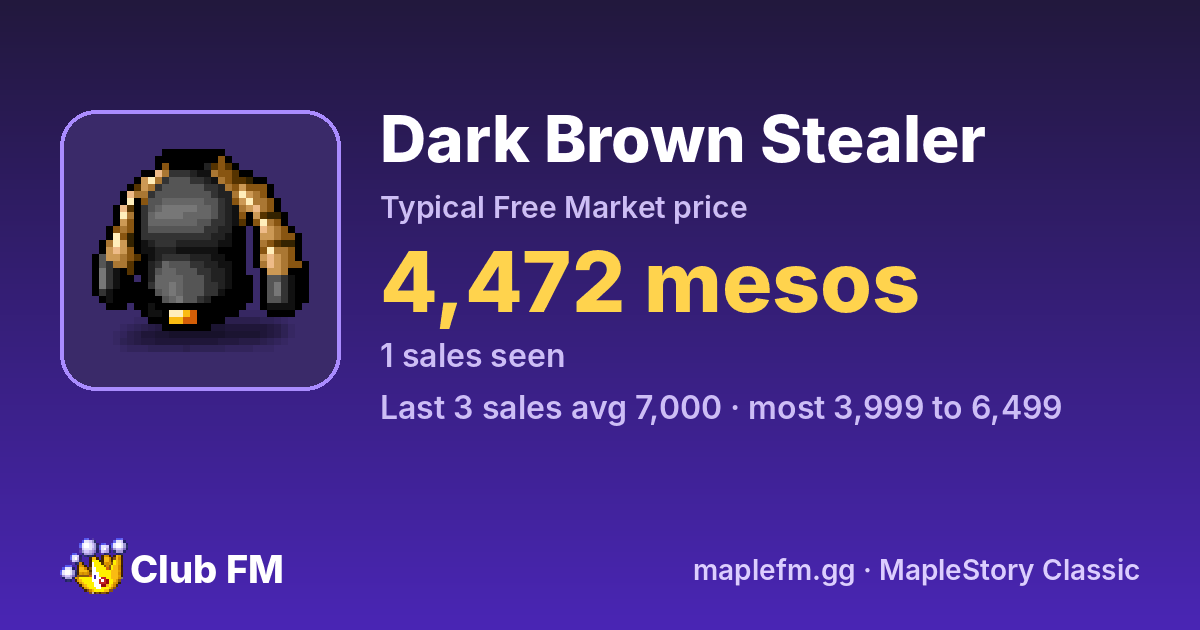 Dark Brown Stealer
Typical Free Market price
4,472 mesos
1 sales seen
Last 3 sales avg 7,000 · most 3,999 to 6,499
Club FM
maplefm.gg · MapleStory Classic